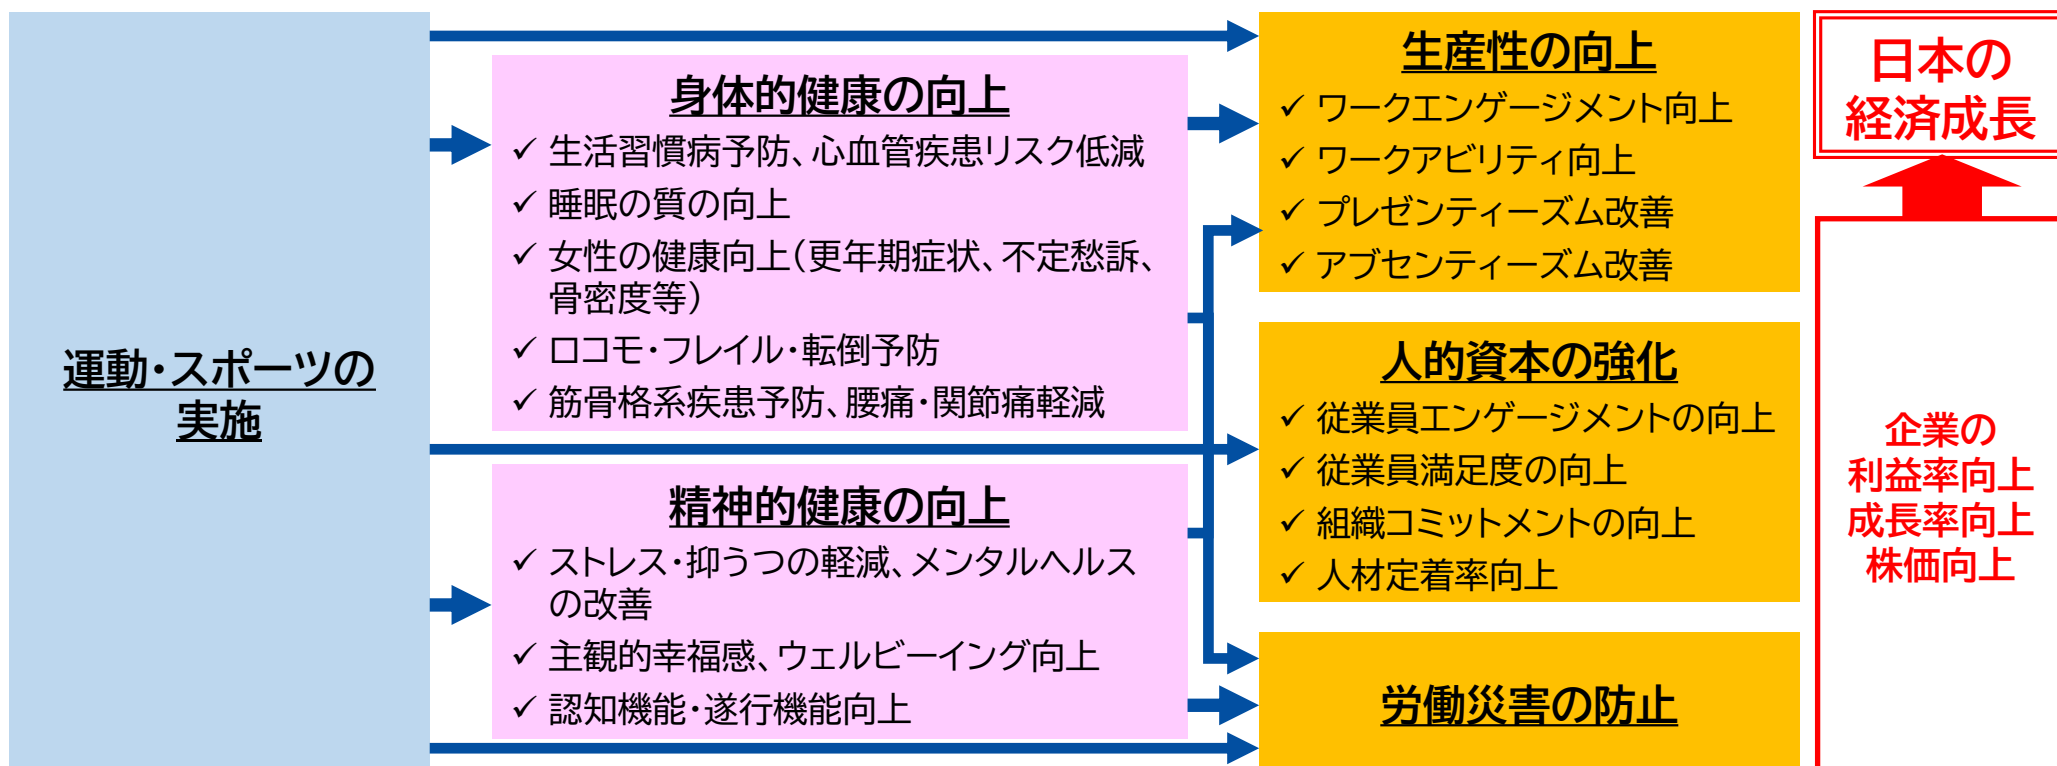 運動・スポーツの
実施
身体的健康の向上
✓ 生活習慣病予防、心血管疾患リスク低減
✓ 睡眠の質の向上
✓ 女性の健康向上(更年期症状、不定愁訴、
骨密度等)
✓ ロコモ・フレイル・転倒予防
✓ 筋骨格系疾患予防、腰痛・関節痛軽減
精神的健康の向上
✓ ストレス・抑うつの軽減、メンタルヘルス
の改善
✓ 主観的幸福感、ウェルビーイング向上
✓ 認知機能・遂行機能向上
生産性の向上
✓ ワークエンゲージメント向上
✓ ワークアビリティ向上
✓ プレゼンティーズム改善
✓ アブセンティーズム改善
人的資本の強化
✓ 従業員エンゲージメントの向上
✓ 従業員満足度の向上
✓ 組織コミットメントの向上
✓ 人材定着率向上
労働災害の防止
日本の
経済成長
企業の
利益率向上
成長率向上
株価向上